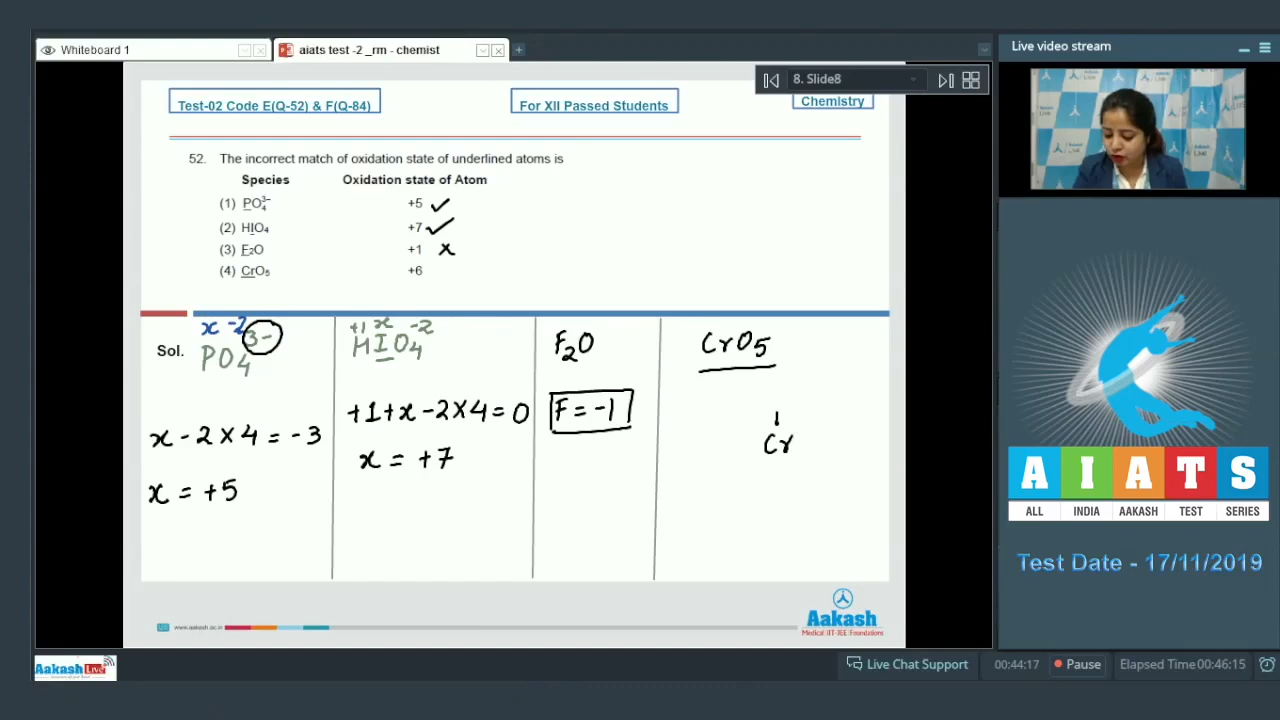 Whiteboard 1
aiats test -2 _rm - chemist
Live video stream
8. Slide8
Test-02 Code E(Q-52) & F(Q-84)
For XII Passed Students
Chemistry
52. The incorrect match of oxidation state of underlined atoms is
Species Oxidation state of Atom
(1) PO₄³⁻ +5 ✓
(2) HIO₄ +7 ✓
(3) F₂O +1 x
(4) CrO₅ +6
Sol.
x -2
PO₄³⁻
x - 2 × 4 = - 3
x = +5
+1 x -2
HIO₄
+1 + x - 2 × 4 = 0
x = +7
F₂O
F = -1
CrO₅
Cr
www.aakash.ac.in
Aakash
Medical|IIT-JEE|Foundations
A I A T S
ALL INDIA AAKASH TEST SERIES
Test Date - 17/11/2019
Aakash Live
Live Chat Support
00:44:17
Pause
Elapsed Time 00:46:15